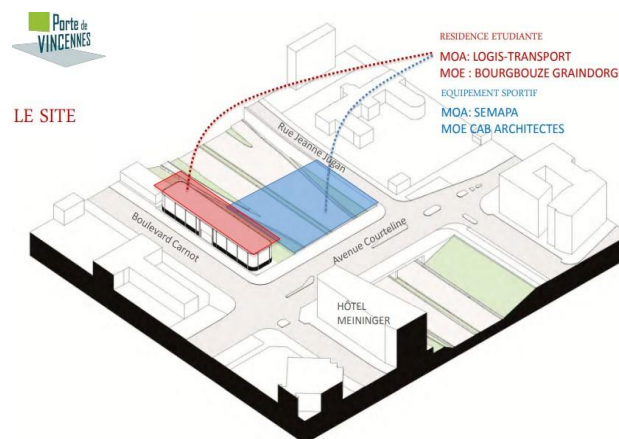 Porte de
VINCENNES
LE SITE
RESIDENCE ETUDIANTE
MOA: LOGIS-TRANSPORT
MOE : BOURGBOUZE GRAINDORG
EQUIPEMENT SPORTIF
MOA: SEMAPA
MOE CAB ARCHITECTES
Rue Jeanne Jugan
Boulevard Carnot
Avenue Courteline
HÔTEL
MEININGER